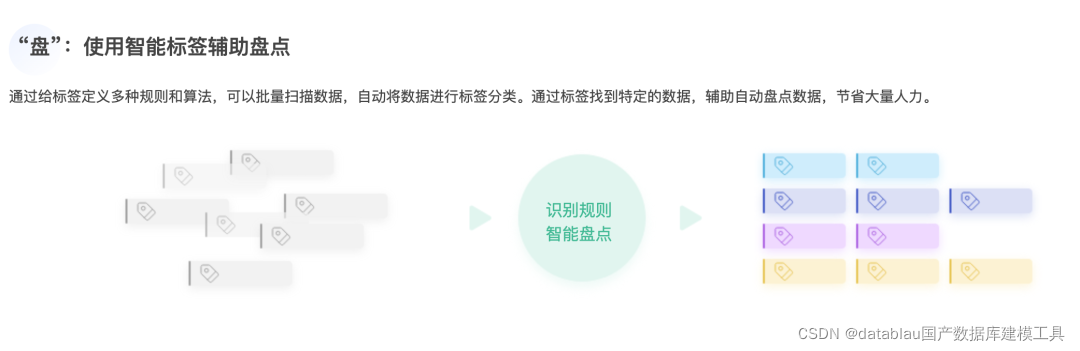 “盘”：使用智能标签辅助盘点
通过给标签定义多种规则和算法，可以批量扫描数据，自动将数据进行标签分类。通过标签找到特定的数据，辅助自动盘点数据，节省大量人力。
识别规则
智能盘点
CSDN @datablau国产数据库建模工具